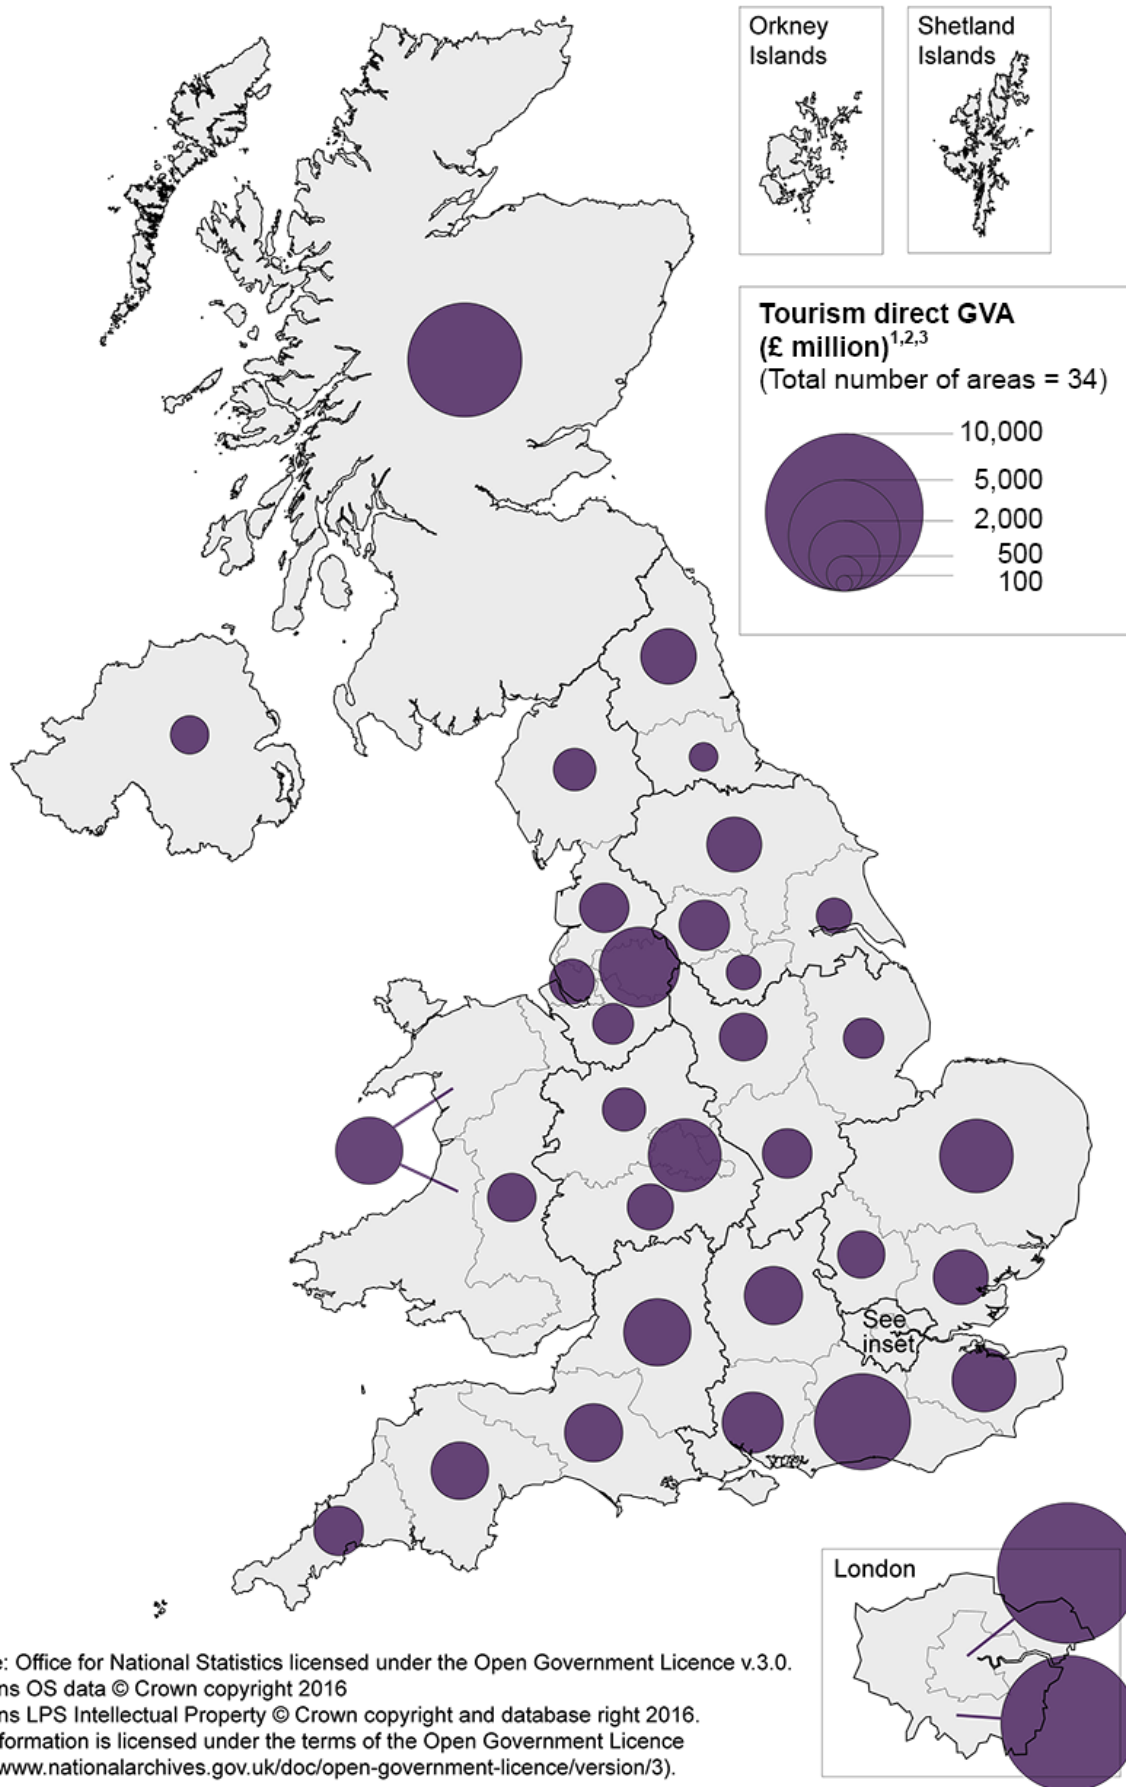 Orkney
Islands
Shetland
Islands
Tourism direct GVA
(£ million)1,2,3
(Total number of areas = 34)
10,000
5,000
2,000
500
100
See
inset
London
e: Office for National Statistics licensed under the Open Government Licence v.3.0.
ns OS data © Crown copyright 2016
ns LPS Intellectual Property © Crown copyright and database right 2016.
formation is licensed under the terms of the Open Government Licence
www.nationalarchives.gov.uk/doc/open-government-licence/version/3).